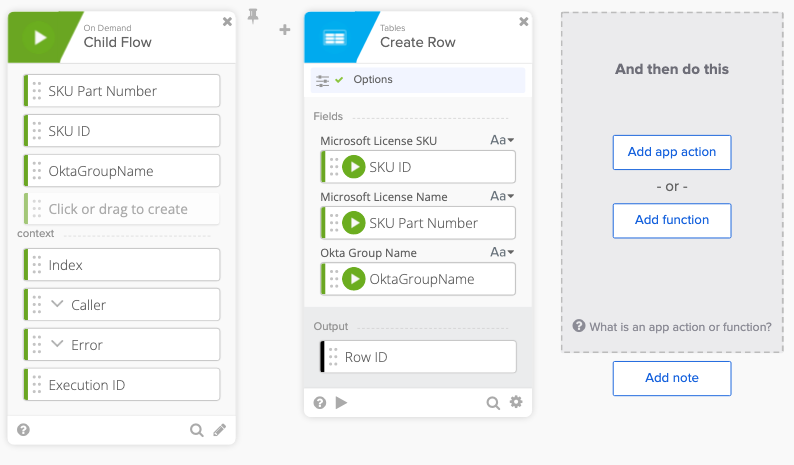 On Demand
Child Flow
SKU Part Number
SKU ID
OktaGroupName
Click or drag to create
context
Index
Caller
Error
Execution ID
Tables
Create Row
Options
Fields
Microsoft License SKU Aa
SKU ID
Microsoft License Name Aa
SKU Part Number
Okta Group Name Aa
OktaGroupName
Output
Row ID
And then do this
Add app action
- or -
Add function
What is an app action or function?
Add note